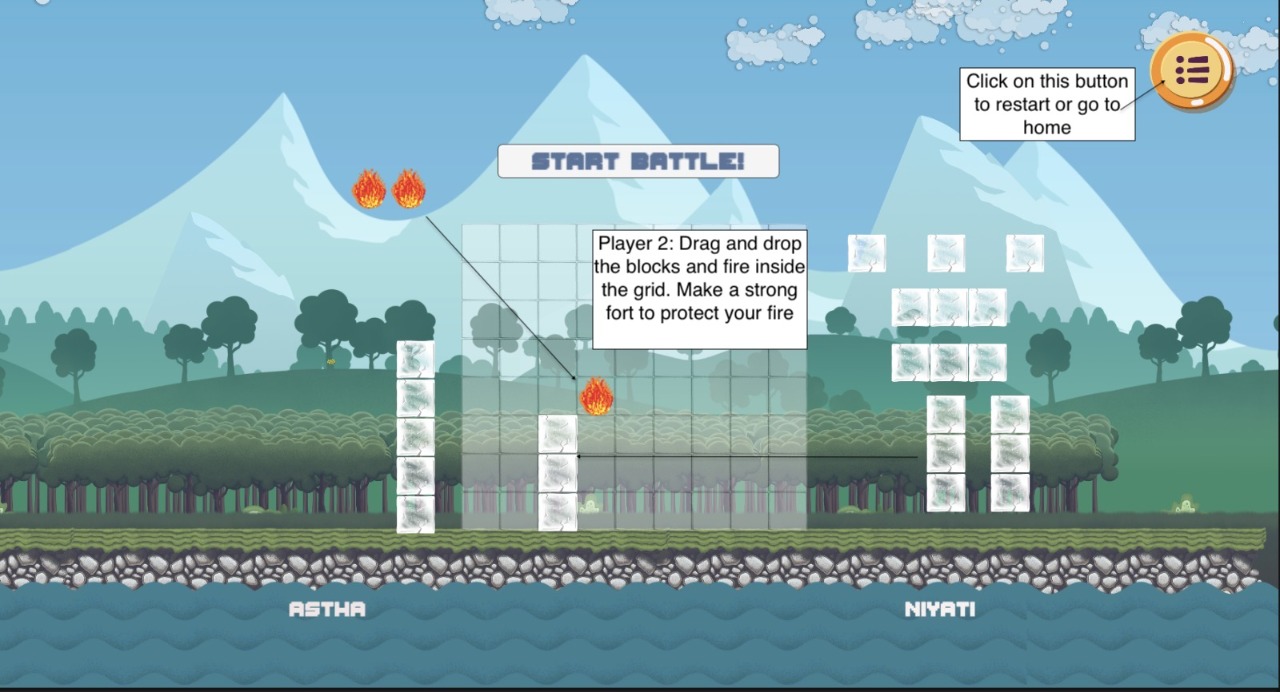 Click on this button
to restart or go to
home
START BATTLE!
Player 2: Drag and drop
the blocks and fire inside
the grid. Make a strong
fort to protect your fire
ASTHA
NIYATI